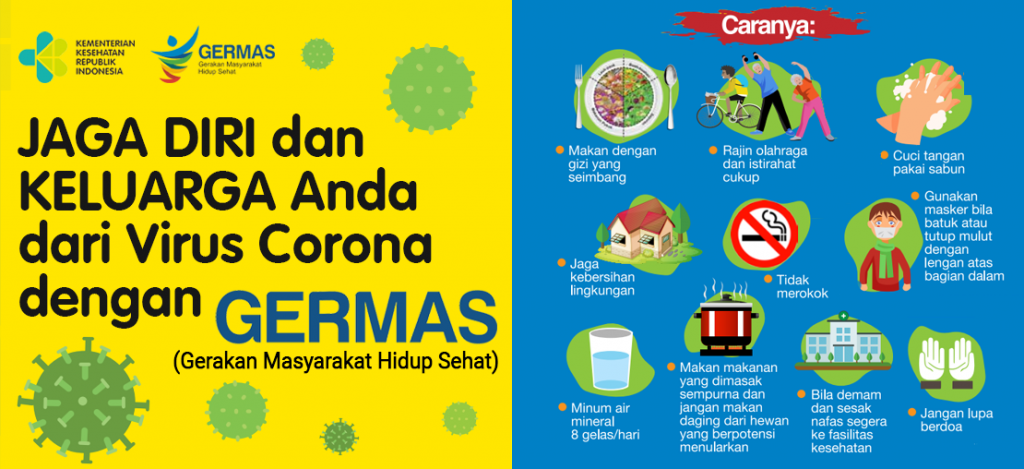 KEMENTERIAN
KESEHATAN
REPUBLIK
INDONESIA
GERMAS
Gerakan Masyarakat
Hidup Sehat
JAGA DIRI dan
KELUARGA Anda
dari Virus Corona
dengan GERMAS
(Gerakan Masyarakat Hidup Sehat)
Caranya:
Makan dengan
gizi yang
seimbang
Rajin olahraga
dan istirahat
cukup
Cuci tangan
pakai sabun
Jaga
kebersihan
lingkungan
Tidak
merokok
Gunakan
masker bila
batuk atau
tutup mulut
dengan
lengan atas
bagian dalam
Minum air
mineral
8 gelas/hari
Makan makanan
yang dimasak
sempurna dan
jangan makan
daging dari hewan
yang berpotensi
menularkan
Bila demam
dan sesak
nafas segera
ke fasilitas
kesehatan
Jangan lupa
berdoa